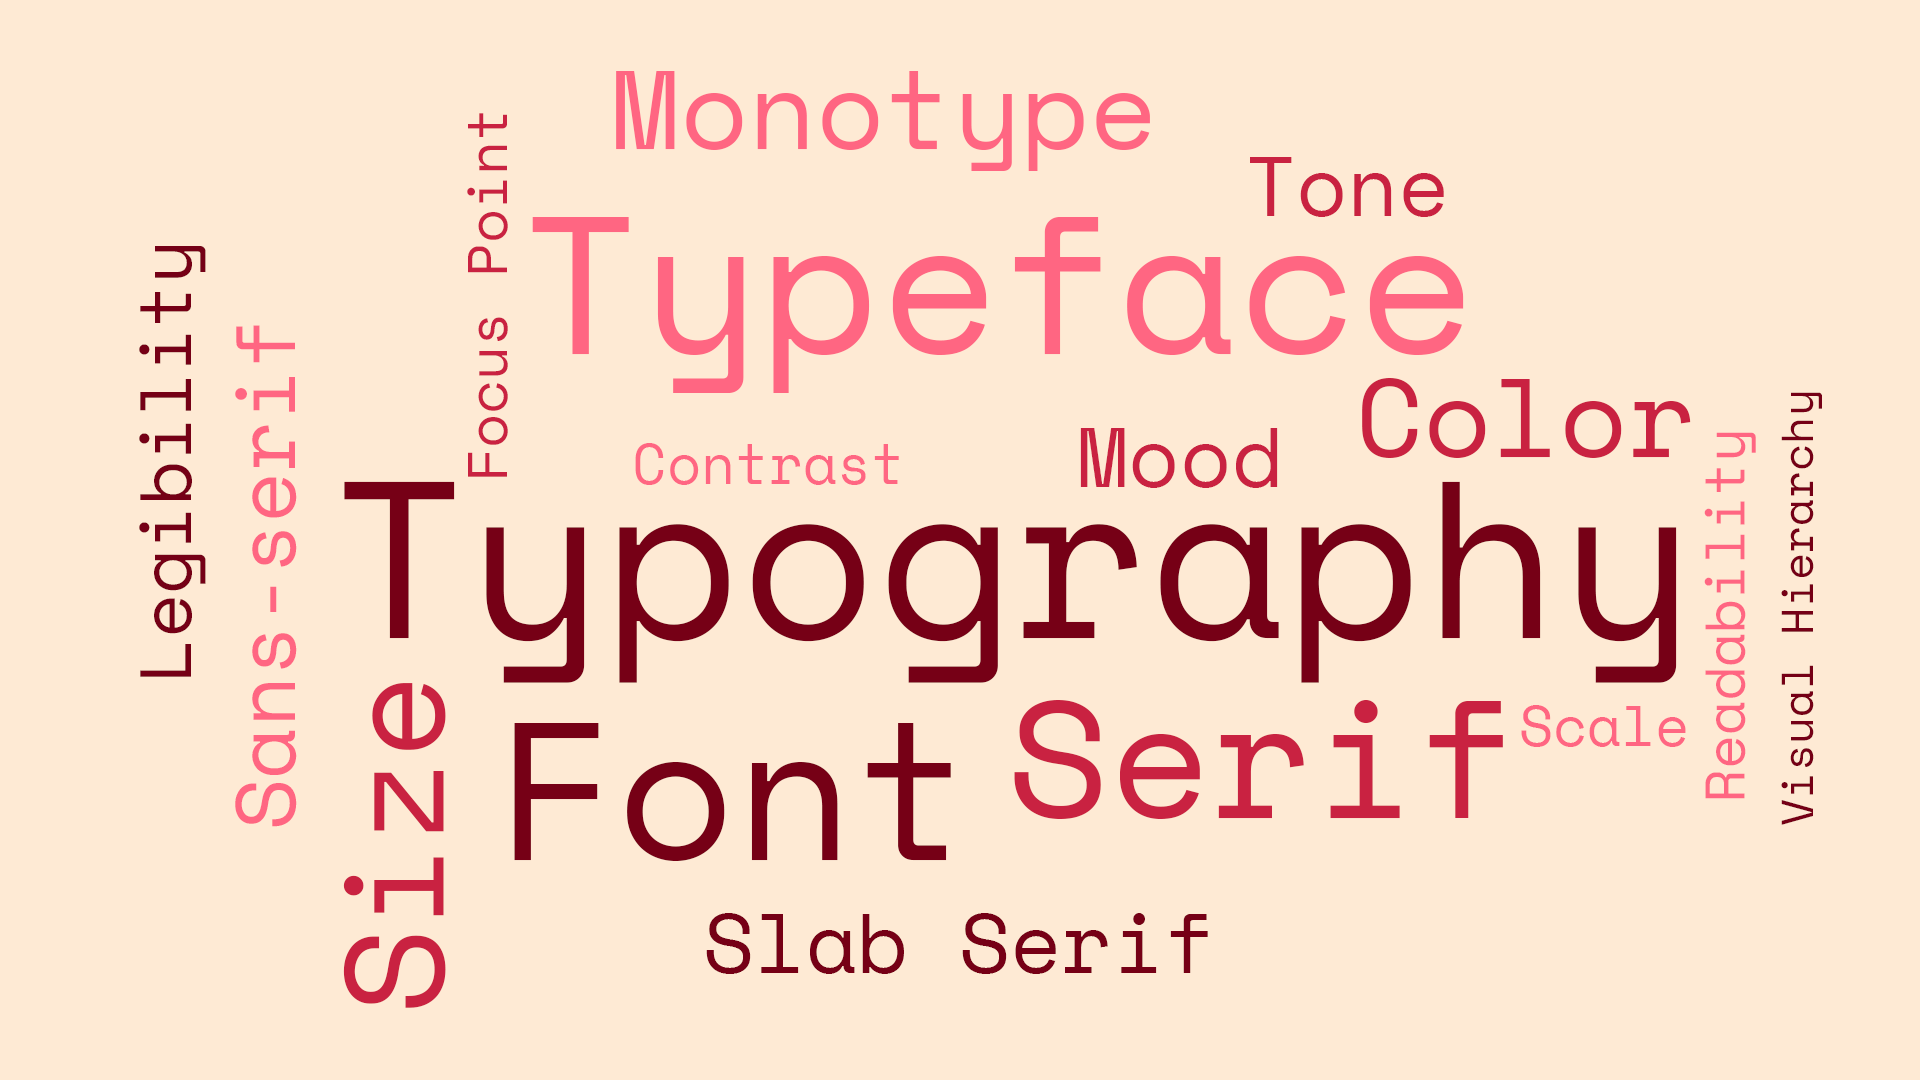 Monotype
Tone
Typeface
Focus Point
Legibility
Sans-serif
Color
Contrast
Mood
Typography
Readability
Visual Hierarchy
Size
Font
Serif
Scale
Slab Serif